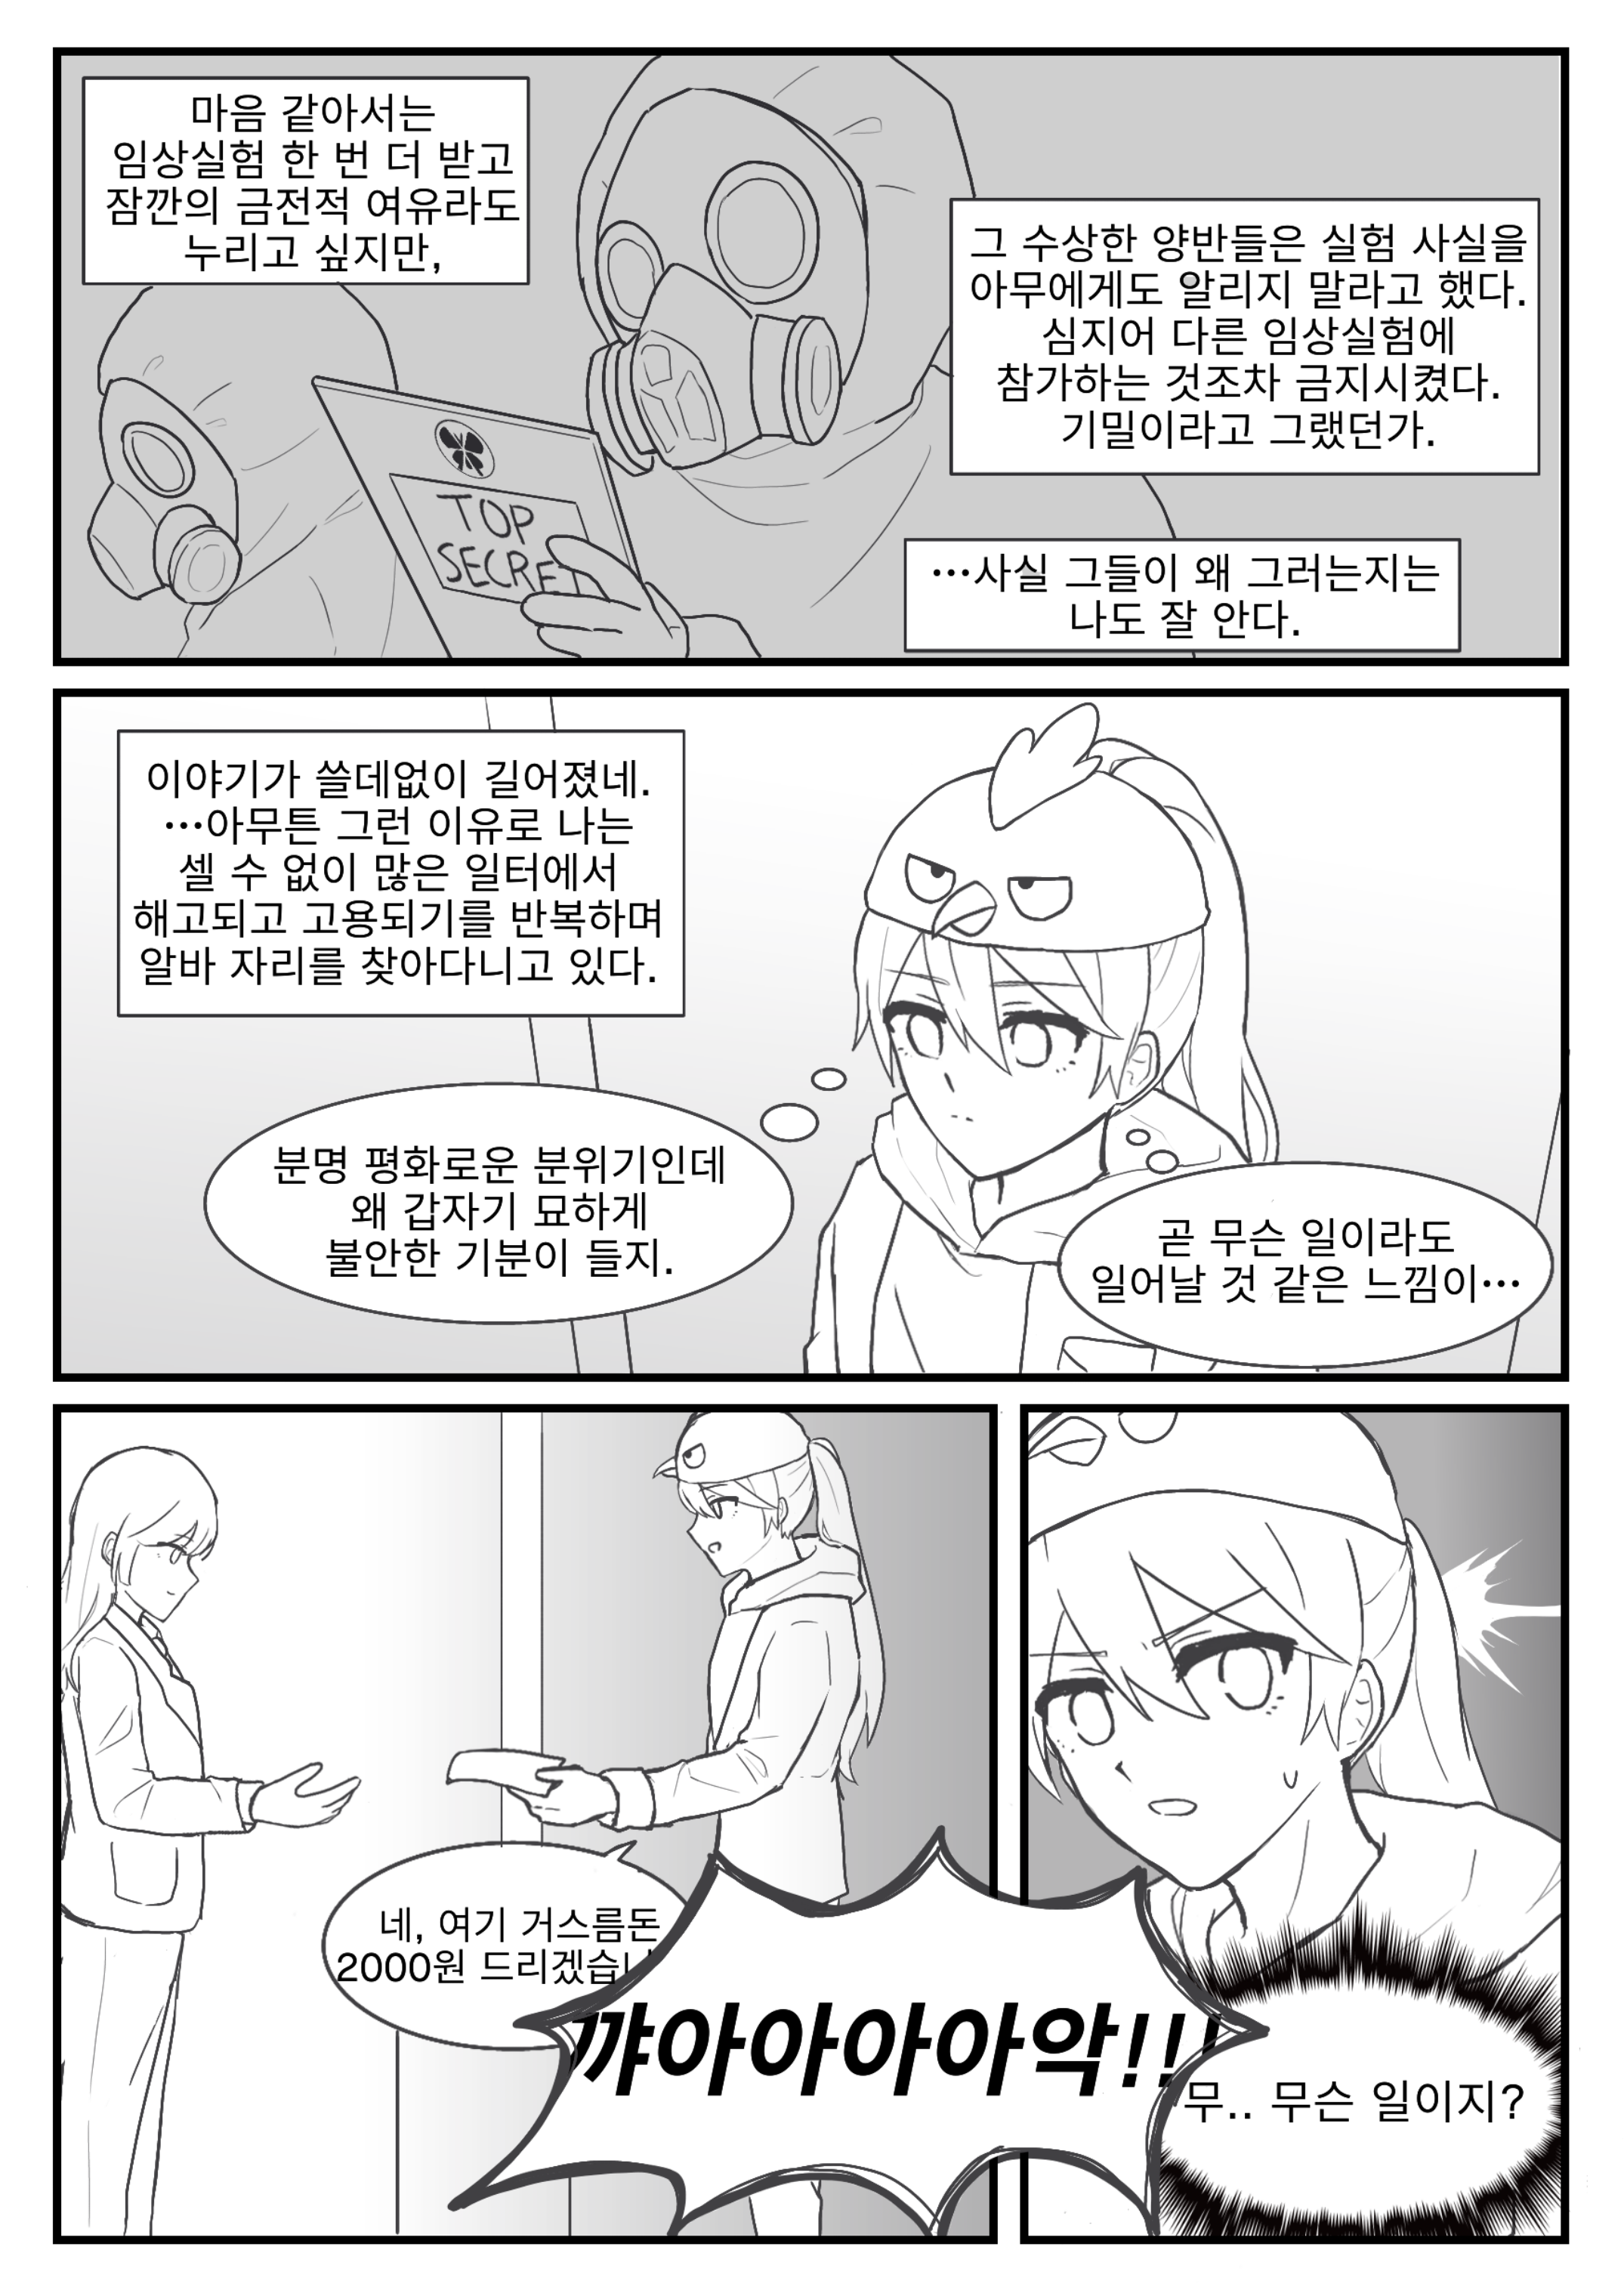 마음 같아서는
임상실험 한 번 더 받고
잠깐의 금전적 여유라도
누리고 싶지만,
그 수상한 양반들은 실험 사실을
아무에게도 알리지 말라고 했다.
심지어 다른 임상실험에
참가하는 것조차 금지시켰다.
기밀이라고 그랬던가.
TOP
SECRET
…사실 그들이 왜 그러는지는
나도 잘 안다.
이야기가 쓸데없이 길어졌네.
…아무튼 그런 이유로 나는
셀 수 없이 많은 일터에서
해고되고 고용되기를 반복하며
알바 자리를 찾아다니고 있다.
분명 평화로운 분위기인데
왜 갑자기 묘하게
불안한 기분이 들지.
곧 무슨 일이라도
일어날 것 같은 느낌이…
네, 여기 거스름돈
2000원 드리겠습
꺄아아아아악!!!
무.. 무슨 일이지?